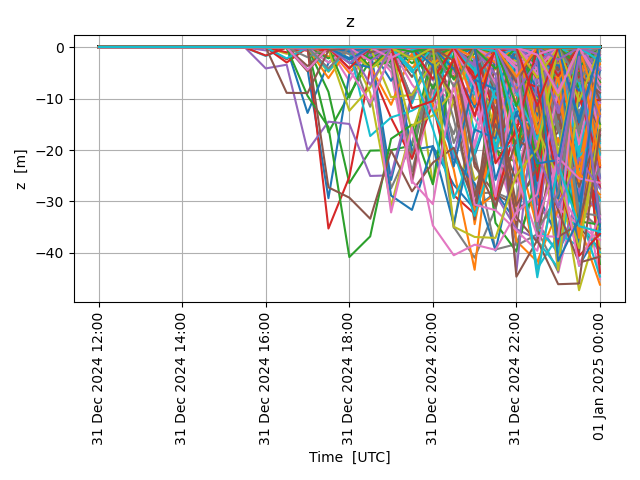 z
0
−10
−20
−30
−40
z [m]
31 Dec 2024 12:00
31 Dec 2024 14:00
31 Dec 2024 16:00
31 Dec 2024 18:00
31 Dec 2024 20:00
31 Dec 2024 22:00
01 Jan 2025 00:00
Time [UTC]